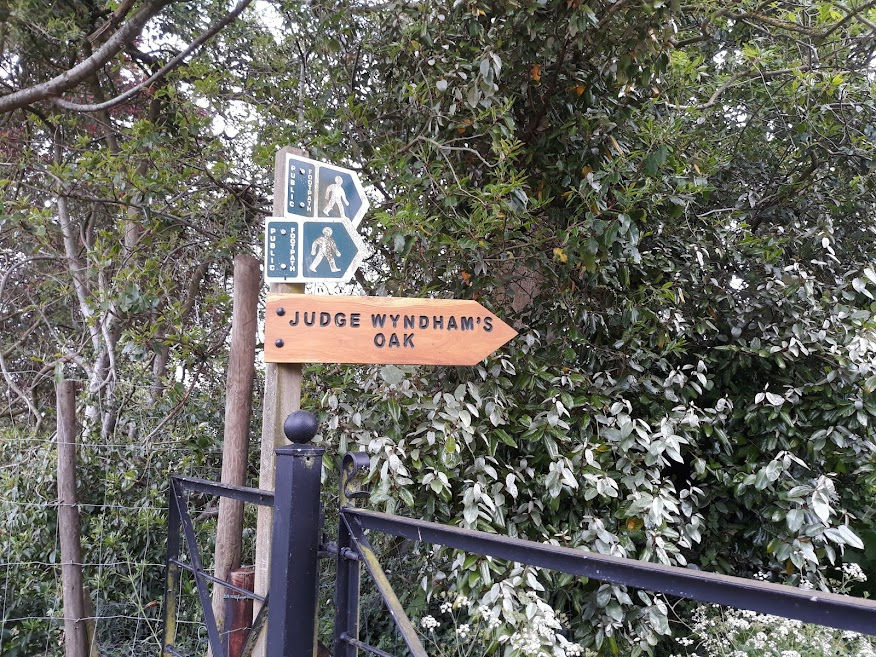 PUBLIC
FOOTPATH
PUBLIC
FOOTPATH
JUDGE WYNDHAM'S
OAK